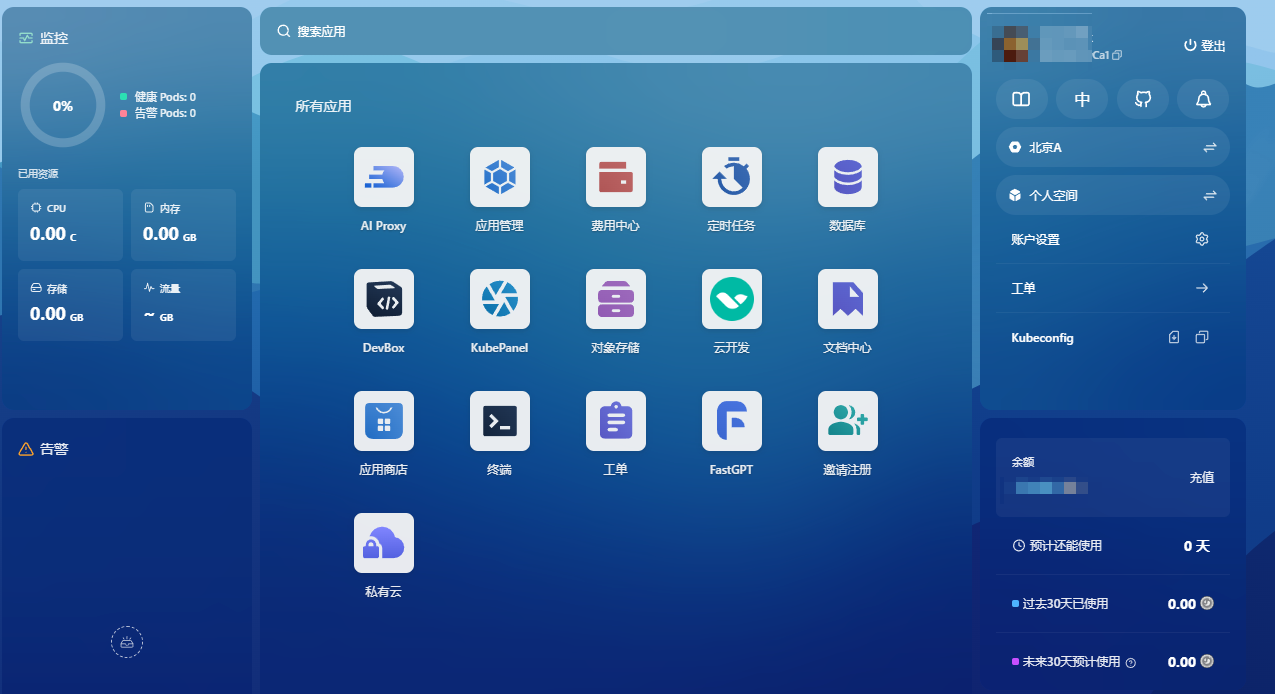 监控
0%
健康 Pods: 0
告警 Pods: 0
已用资源
CPU
0.00 C
内存
0.00 GB
存储
0.00 GB
流量
~ GB
告警
搜索应用
所有应用
AI Proxy
应用管理
费用中心
定时任务
数据库
DevBox
KubePanel
对象存储
云开发
文档中心
应用商店
终端
工单
FastGPT
邀请注册
私有云
Ca1
登出
中
北京A
个人空间
账户设置
工单
Kubeconfig
余额
充值
预计还能使用
0 天
过去30天已使用
0.00
未来30天预计使用
0.00